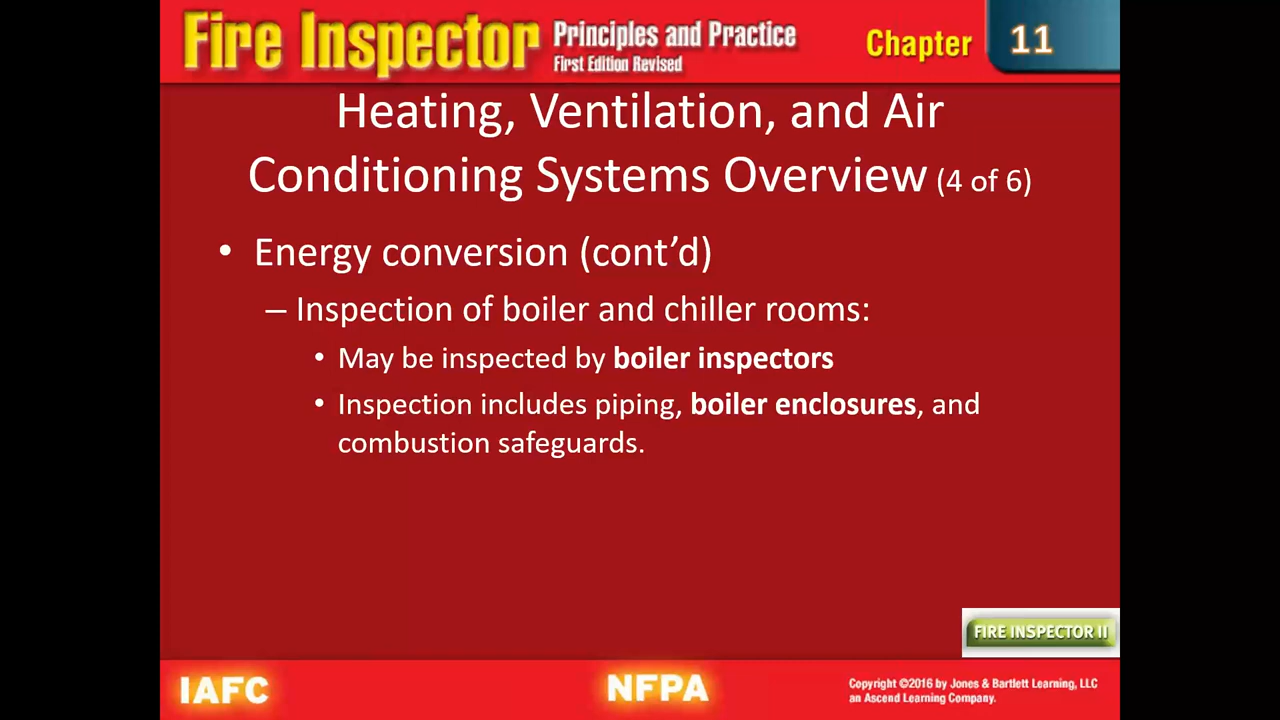 Fire Inspector Principles and Practice
First Edition Revised
Chapter 11
Heating, Ventilation, and Air
Conditioning Systems Overview (4 of 6)
• Energy conversion (cont’d)
– Inspection of boiler and chiller rooms:
• May be inspected by boiler inspectors
• Inspection includes piping, boiler enclosures, and
combustion safeguards.
FIRE INSPECTOR II
IAFC
NFPA
Copyright ©2016 by Jones & Bartlett Learning, LLC
an Ascend Learning Company.